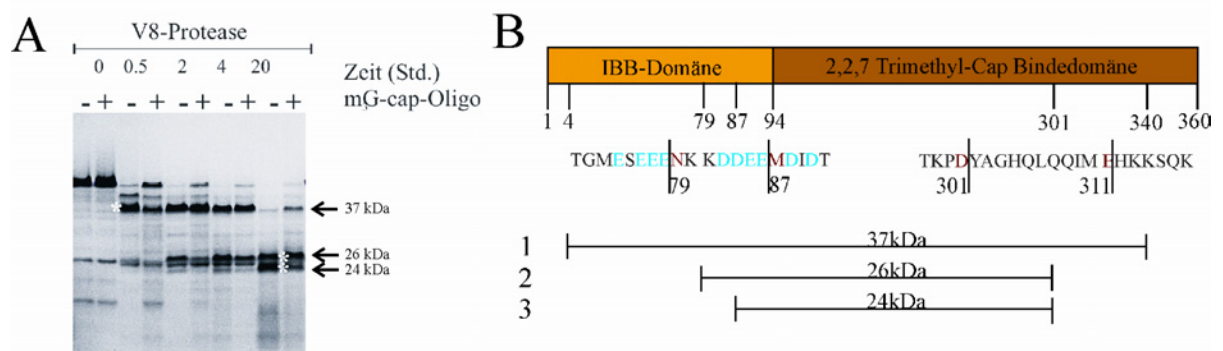 A
V8-Protease
0 0.5 2 4 20
Zeit (Std.)
- + - + - + - + - +
mG-cap-Oligo
*
37 kDa
26 kDa
24 kDa
B
IBB-Domäne
2,2,7 Trimethyl-Cap Bindedomäne
1 4 79 87 94 301 340 360
TGMESEEENK KDDEEMDIDT
TKPDYAGHQLQQIM EHKKSQK
79 87 301 311
1 37kDa
2 26kDa
3 24kDa